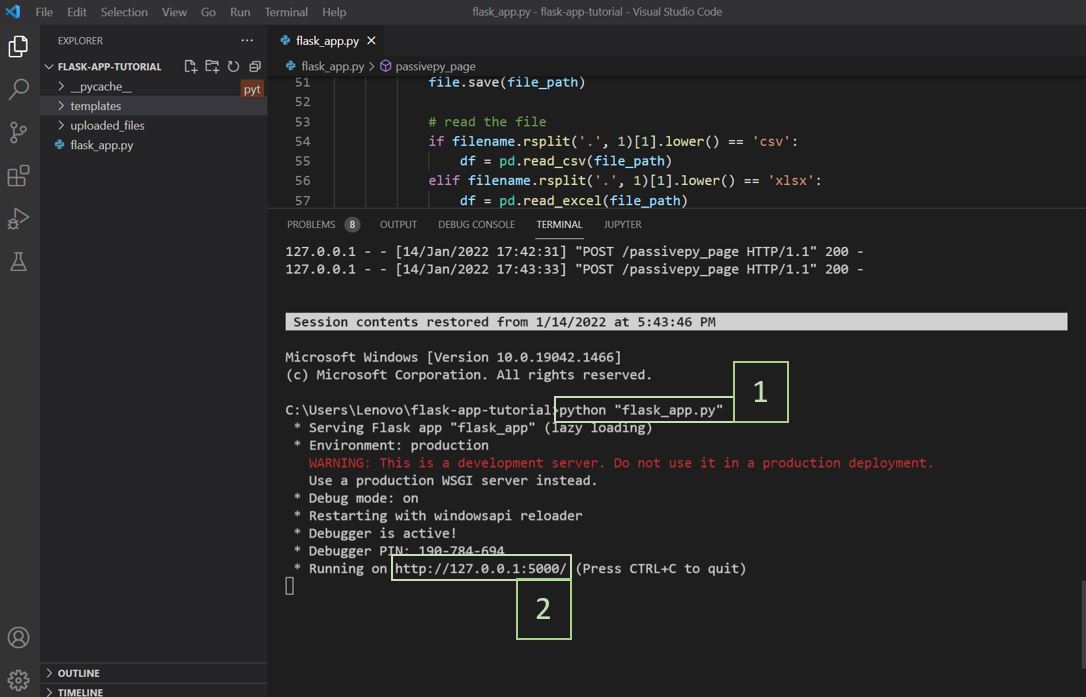 File Edit Selection View Go Run Terminal Help flask_app.py - flask-app-tutorial - Visual Studio Code
EXPLORER ...
FLASK-APP-TUTORIAL
__pycache__ pyt
templates
uploaded_files
flask_app.py
OUTLINE
TIMELINE
flask_app.py
flask_app.py > passivepy_page
51 file.save(file_path)
52
53 # read the file
54 if filename.rsplit('.', 1)[1].lower() == 'csv':
55 df = pd.read_csv(file_path)
56 elif filename.rsplit('.', 1)[1].lower() == 'xlsx':
57 df = pd.read_excel(file_path)
PROBLEMS 8 OUTPUT DEBUG CONSOLE TERMINAL JUPYTER
127.0.0.1 - - [14/Jan/2022 17:42:31] "POST /passivepy_page HTTP/1.1" 200 -
127.0.0.1 - - [14/Jan/2022 17:43:33] "POST /passivepy_page HTTP/1.1" 200 -
Session contents restored from 1/14/2022 at 5:43:46 PM
Microsoft Windows [Version 10.0.19042.1466]
(c) Microsoft Corporation. All rights reserved.
1
C:\Users\Lenovo\flask-app-tutorial>python "flask_app.py"
* Serving Flask app "flask_app" (lazy loading)
* Environment: production
WARNING: This is a development server. Do not use it in a production deployment.
Use a production WSGI server instead.
* Debug mode: on
* Restarting with windowsapi reloader
* Debugger is active!
* Debugger PIN: 190-784-694
* Running on http://127.0.0.1:5000/ (Press CTRL+C to quit)
2